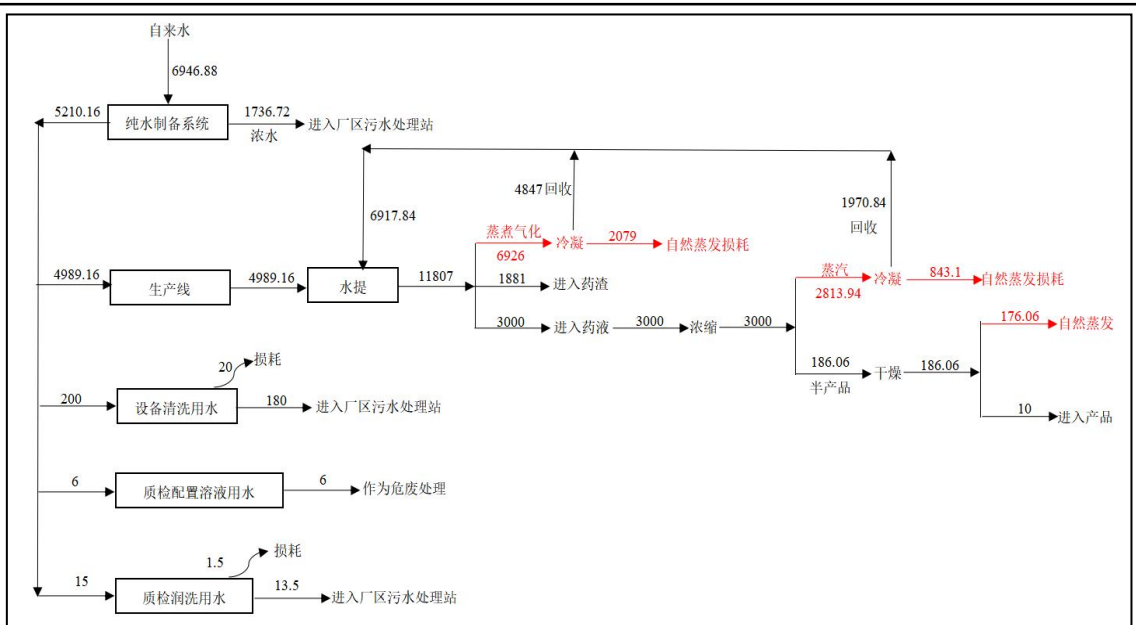 自来水
6946.88
5210.16
纯水制备系统
1736.72
浓水
进入厂区污水处理站
4847 回收
1970.84
回收
6917.84
蒸煮气化
6926
冷凝
2079
自然蒸发损耗
4989.16
生产线
4989.16
水提
11807
1881
进入药渣
3000
进入药液
3000
浓缩
3000
蒸汽
2813.94
冷凝
843.1
自然蒸发损耗
176.06
自然蒸发
186.06
半产品
干燥
186.06
10
进入产品
20
损耗
200
设备清洗用水
180
进入厂区污水处理站
6
质检配置溶液用水
6
作为危废处理
1.5
损耗
15
质检润洗用水
13.5
进入厂区污水处理站